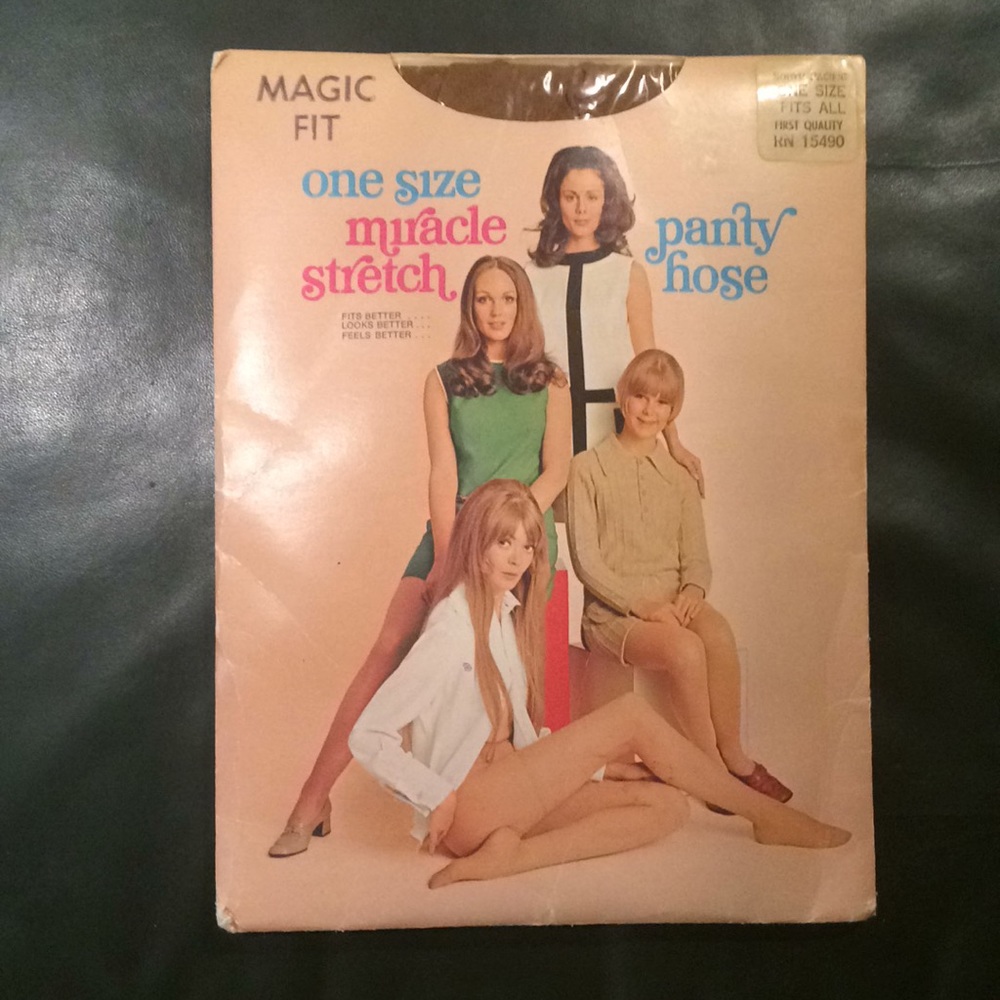 MAGIC
FIT
one size
miracle
stretch
panty
hose
FITS BETTER ....
LOOKS BETTER ...
FEELS BETTER ...
ONE SIZE
FITS ALL
FIRST QUALITY
RN 15490